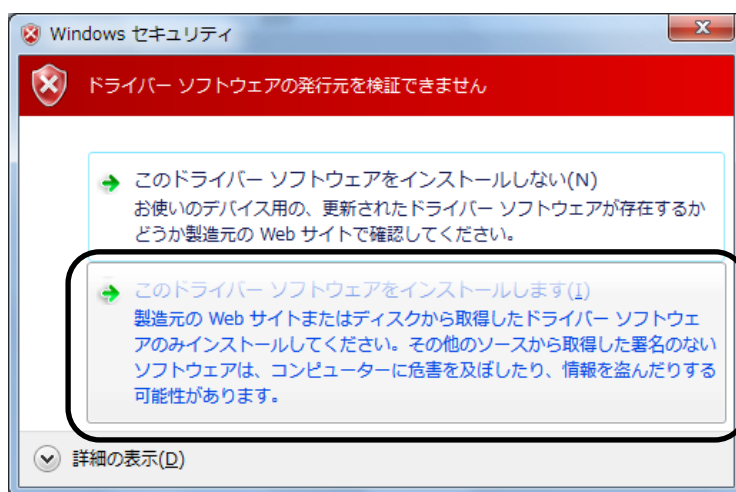 Windows セキュリティ
ドライバー ソフトウェアの発行元を検証できません
このドライバー ソフトウェアをインストールしない(N)
お使いのデバイス用の、更新されたドライバー ソフトウェアが存在するか
どうか製造元の Web サイトで確認してください。
このドライバー ソフトウェアをインストールします(I)
製造元の Web サイトまたはディスクから取得したドライバー ソフトウェ
アのみインストールしてください。その他のソースから取得した署名のない
ソフトウェアは、コンピューターに危害を及ぼしたり、情報を盗んだりする
可能性があります。
詳細の表示(D)